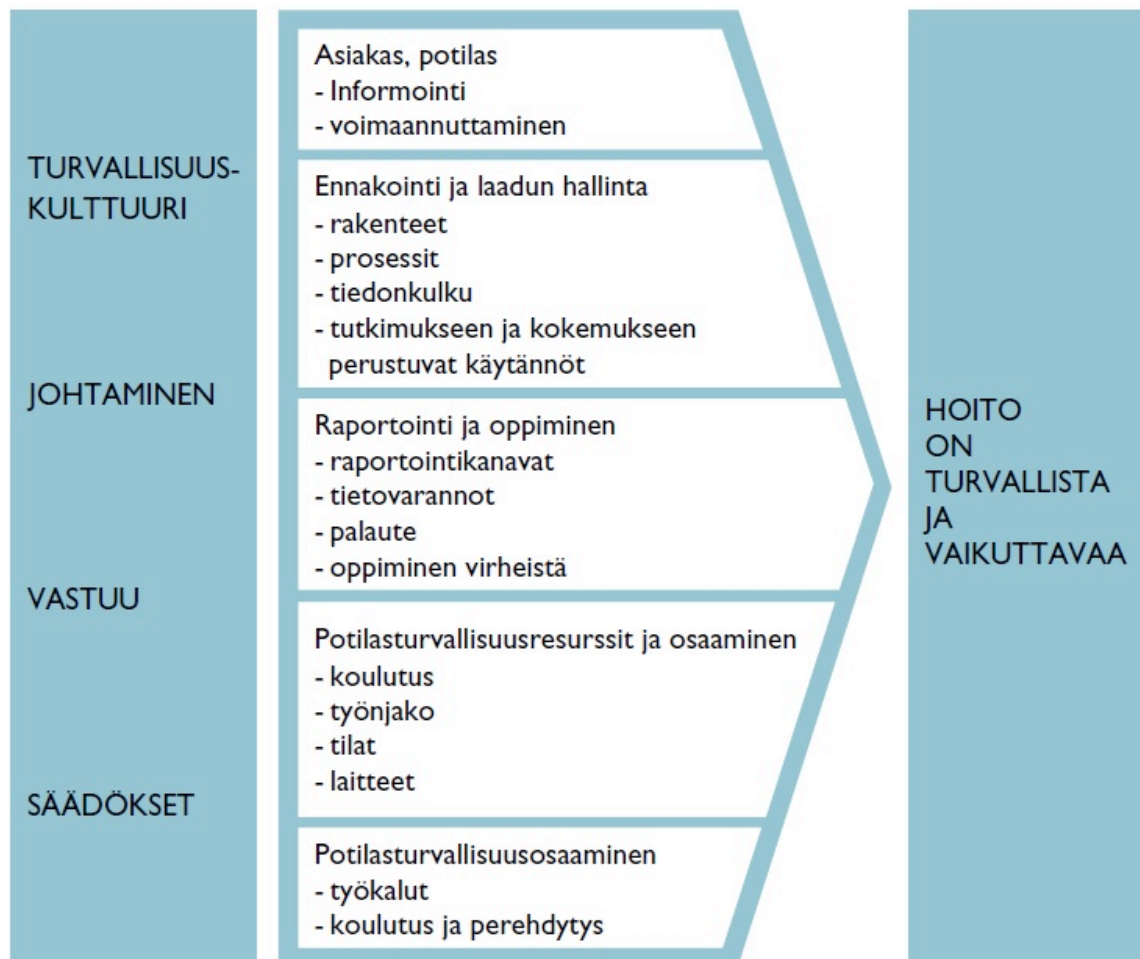 TURVALLISUUS-
KULTTUURI
JOHTAMINEN
VASTUU
SÄÄDÖKSET
Asiakas, potilas
- Informointi
- voimaannuttaminen
Ennakointi ja laadun hallinta
- rakenteet
- prosessit
- tiedonkulku
- tutkimukseen ja kokemukseen
perustuvat käytännöt
Raportointi ja oppiminen
- raportointikanavat
- tietovarannot
- palaute
- oppiminen virheistä
Potilasturvallisuusresurssit ja osaaminen
- koulutus
- työnjako
- tilat
- laitteet
Potilasturvallisuusosaaminen
- työkalut
- koulutus ja perehdytys
HOITO
ON
TURVALLISTA
JA
VAIKUTTAVAA